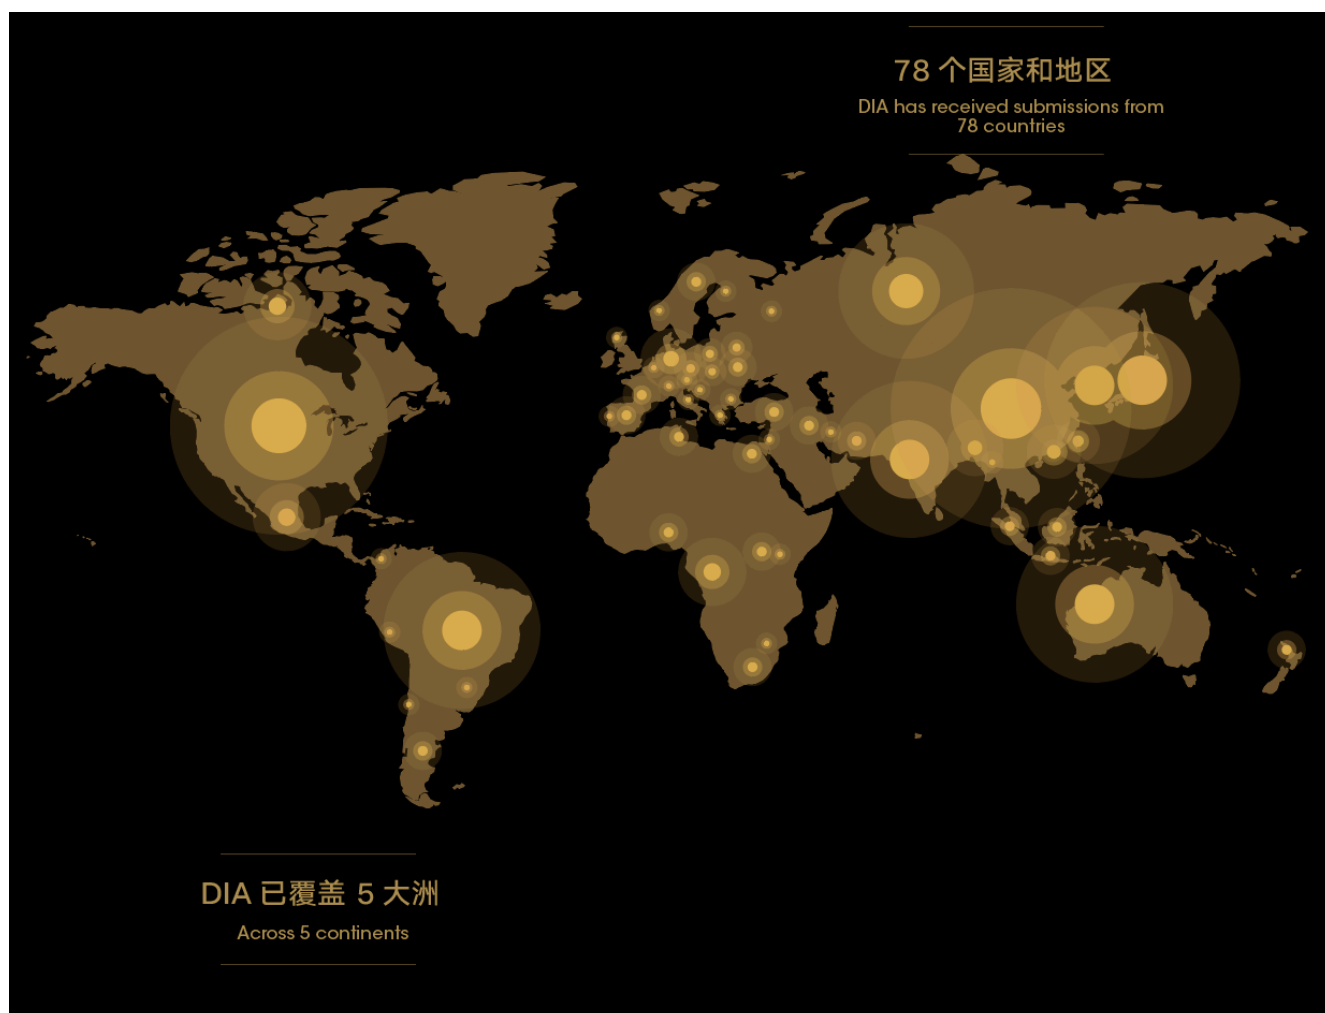 78 个国家和地区
DIA has received submissions from
78 countries
DIA 已覆盖 5 大洲
Across 5 continents